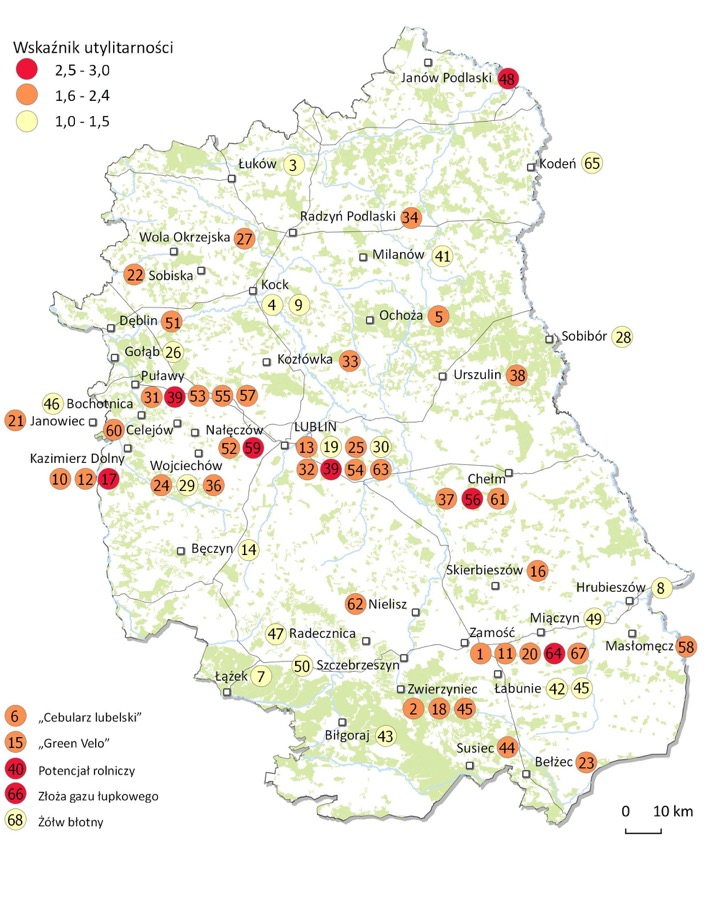 Wskaźnik utylitarności
2,5 - 3,0
1,6 - 2,4
1,0 - 1,5
Janów Podlaski 48
Łuków 3
Kodeń 65
Radzyń Podlaski 34
Wola Okrzejska 27
Milanów 41
22 Sobiska
Kock
4 9
Dęblin 51
Ochoża 5
Sobibór 28
Gołąb 26
Kozłówka 33
Urszulin 38
Puławy
31 39 53 55 57
46 Bochotnica
21 Janowiec
60 Celejów
Nałęczów
52 59
LUBLIN
13 19 25 30
32 39 54 63
Kazimierz Dolny
10 12 17
Wojciechów
24 29 36
Chełm
37 56 61
Bęczyn 14
Skierbieszów 16
Hrubieszów 8
62 Nielisz
Miączyn 49
47 Radecznica
Zamość
1 11 20 64 67
Masłomęcz 58
50 Szczebrzeszyn
Łążek 7
Zwierzyniec
2 18 45
Łabunie 42 45
Biłgoraj 43
Susiec 44
Bełżec 23
6 „Cebularz lubelski”
15 „Green Velo”
40 Potencjał rolniczy
66 Złoża gazu łupkowego
68 Żółw błotny
0 10 km